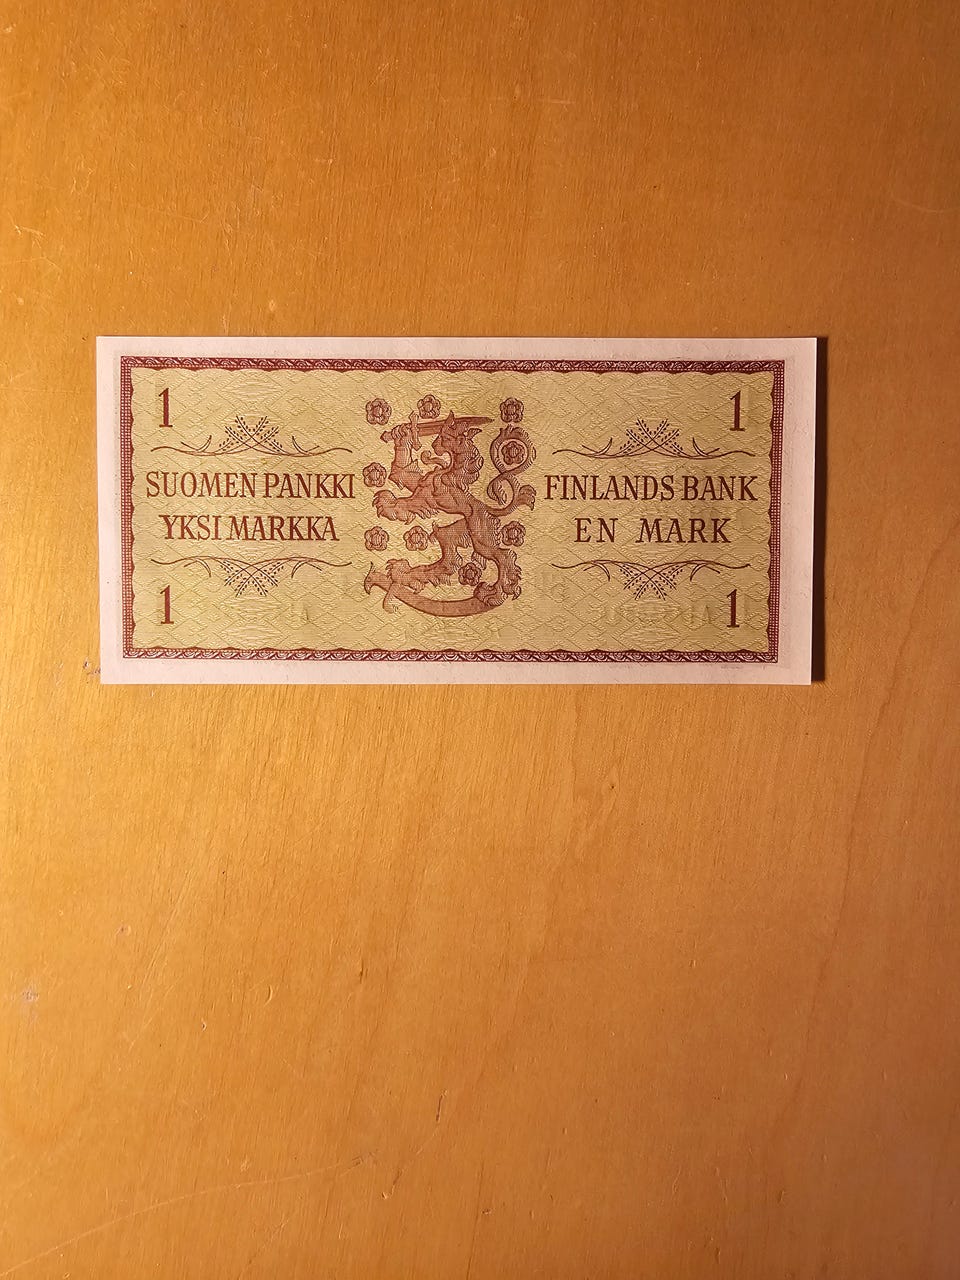 1
1
SUOMEN PANKKI
YKSI MARKKA
FINLANDS BANK
EN MARK
1
1